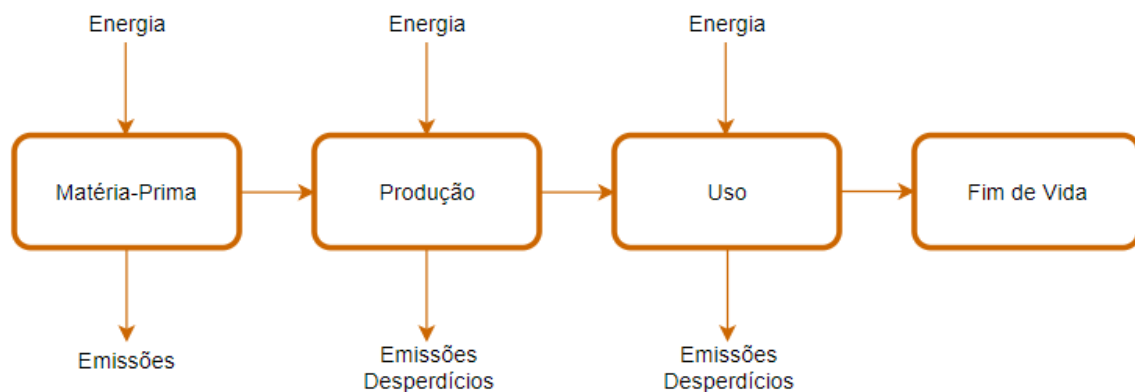 Energia
Energia
Energia
Matéria-Prima
Produção
Uso
Fim de Vida
Emissões
Emissões
Desperdícios
Emissões
Desperdícios